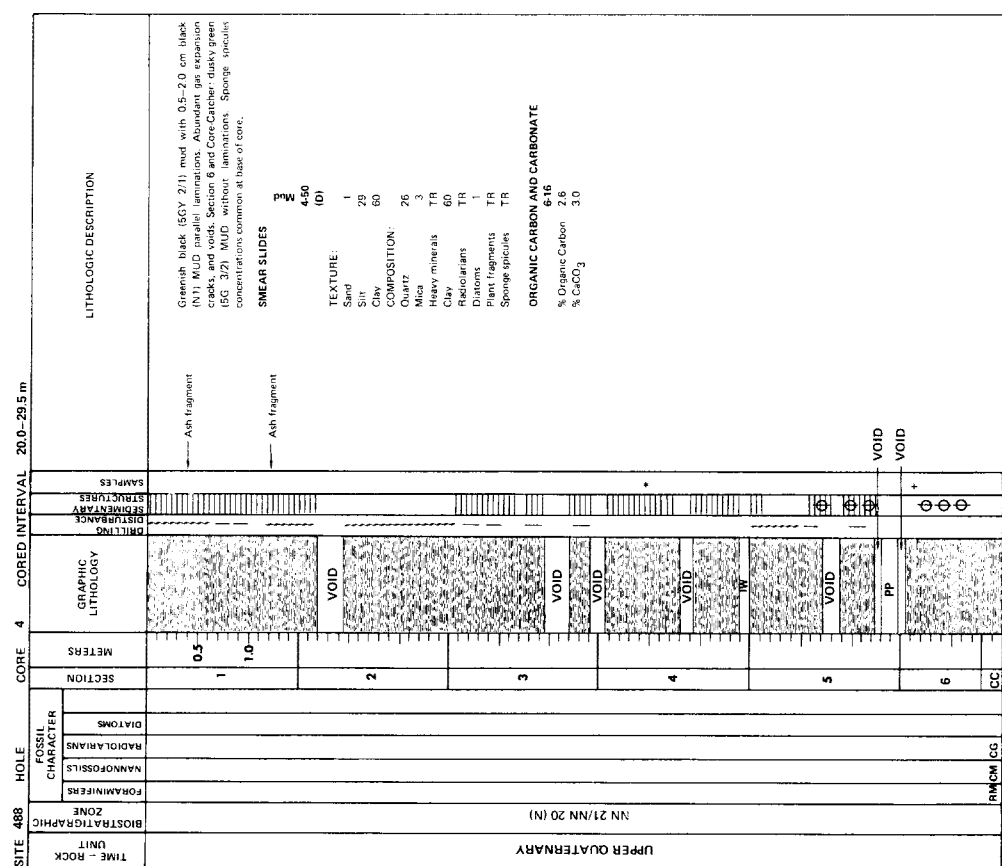 SITE 488 HOLE CORE 4 CORED INTERVAL 20.0–29.5 m
TIME – ROCK
UNIT
BIOSTRATIGRAPHIC
ZONE
FOSSIL
CHARACTER
FORAMINIFERS
NANNOFOSSILS
RADIOLARIANS
DIATOMS
SECTION
METERS
GRAPHIC
LITHOLOGY
DRILLING
DISTURBANCE
SEDIMENTARY
STRUCTURES
SAMPLES
LITHOLOGIC DESCRIPTION
UPPER QUATERNARY
NN 21/NN 20 (N)
RM CM CG
1
0.5
1.0
2
3
4
5
6
CC
VOID
VOID
VOID
VOID
IW
VOID
PP
*
+
VOID
VOID
Ash fragment
Ash fragment
Greenish black (5GY 2/1) mud with 0.5–2.0 cm black
(N1) MUD parallel laminations. Abundant gas expansion
cracks, and voids. Section 6 and Core-Catcher: dusky green
(5G 3/2) MUD without laminations. Sponge spicules
concentrations common at base of core.
SMEAR SLIDES
Mud
4-50
(D)
TEXTURE:
Sand 1
Silt 29
Clay 60
COMPOSITION:
Quartz 26
Mica 3
Heavy minerals TR
Clay 60
Radiolarians TR
Diatoms 1
Plant fragments TR
Sponge spicules TR
ORGANIC CARBON AND CARBONATE
6-16
% Organic Carbon 2.6
% CaCO3 3.0